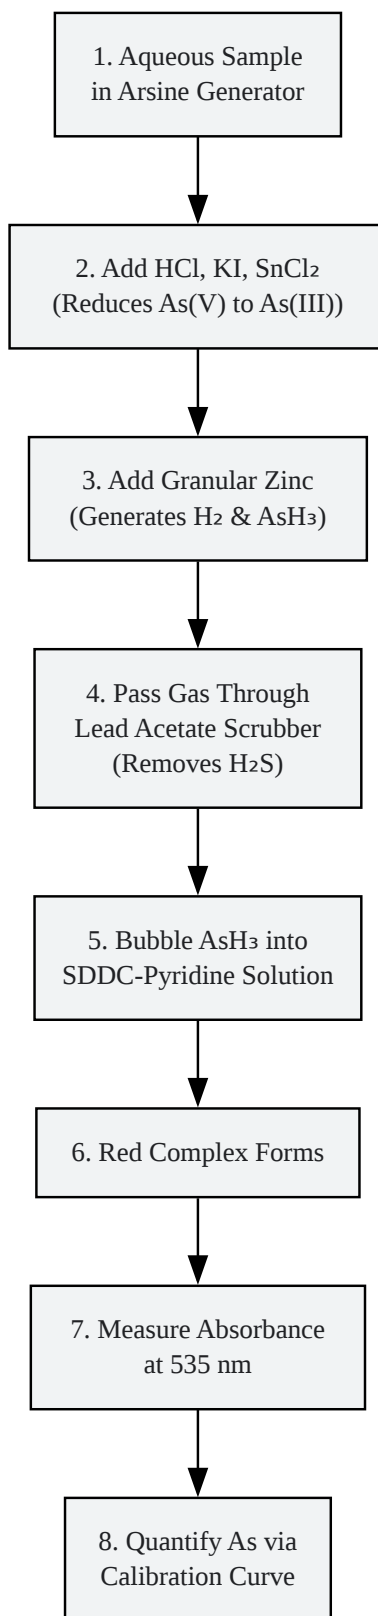 1. Aqueous Sample
in Arsine Generator
2. Add HCl, KI, SnCl₂
(Reduces As(V) to As(III))
3. Add Granular Zinc
(Generates H₂ & AsH₃)
4. Pass Gas Through
Lead Acetate Scrubber
(Removes H₂S)
5. Bubble AsH₃ into
SDDC-Pyridine Solution
6. Red Complex Forms
7. Measure Absorbance
at 535 nm
8. Quantify As via
Calibration Curve